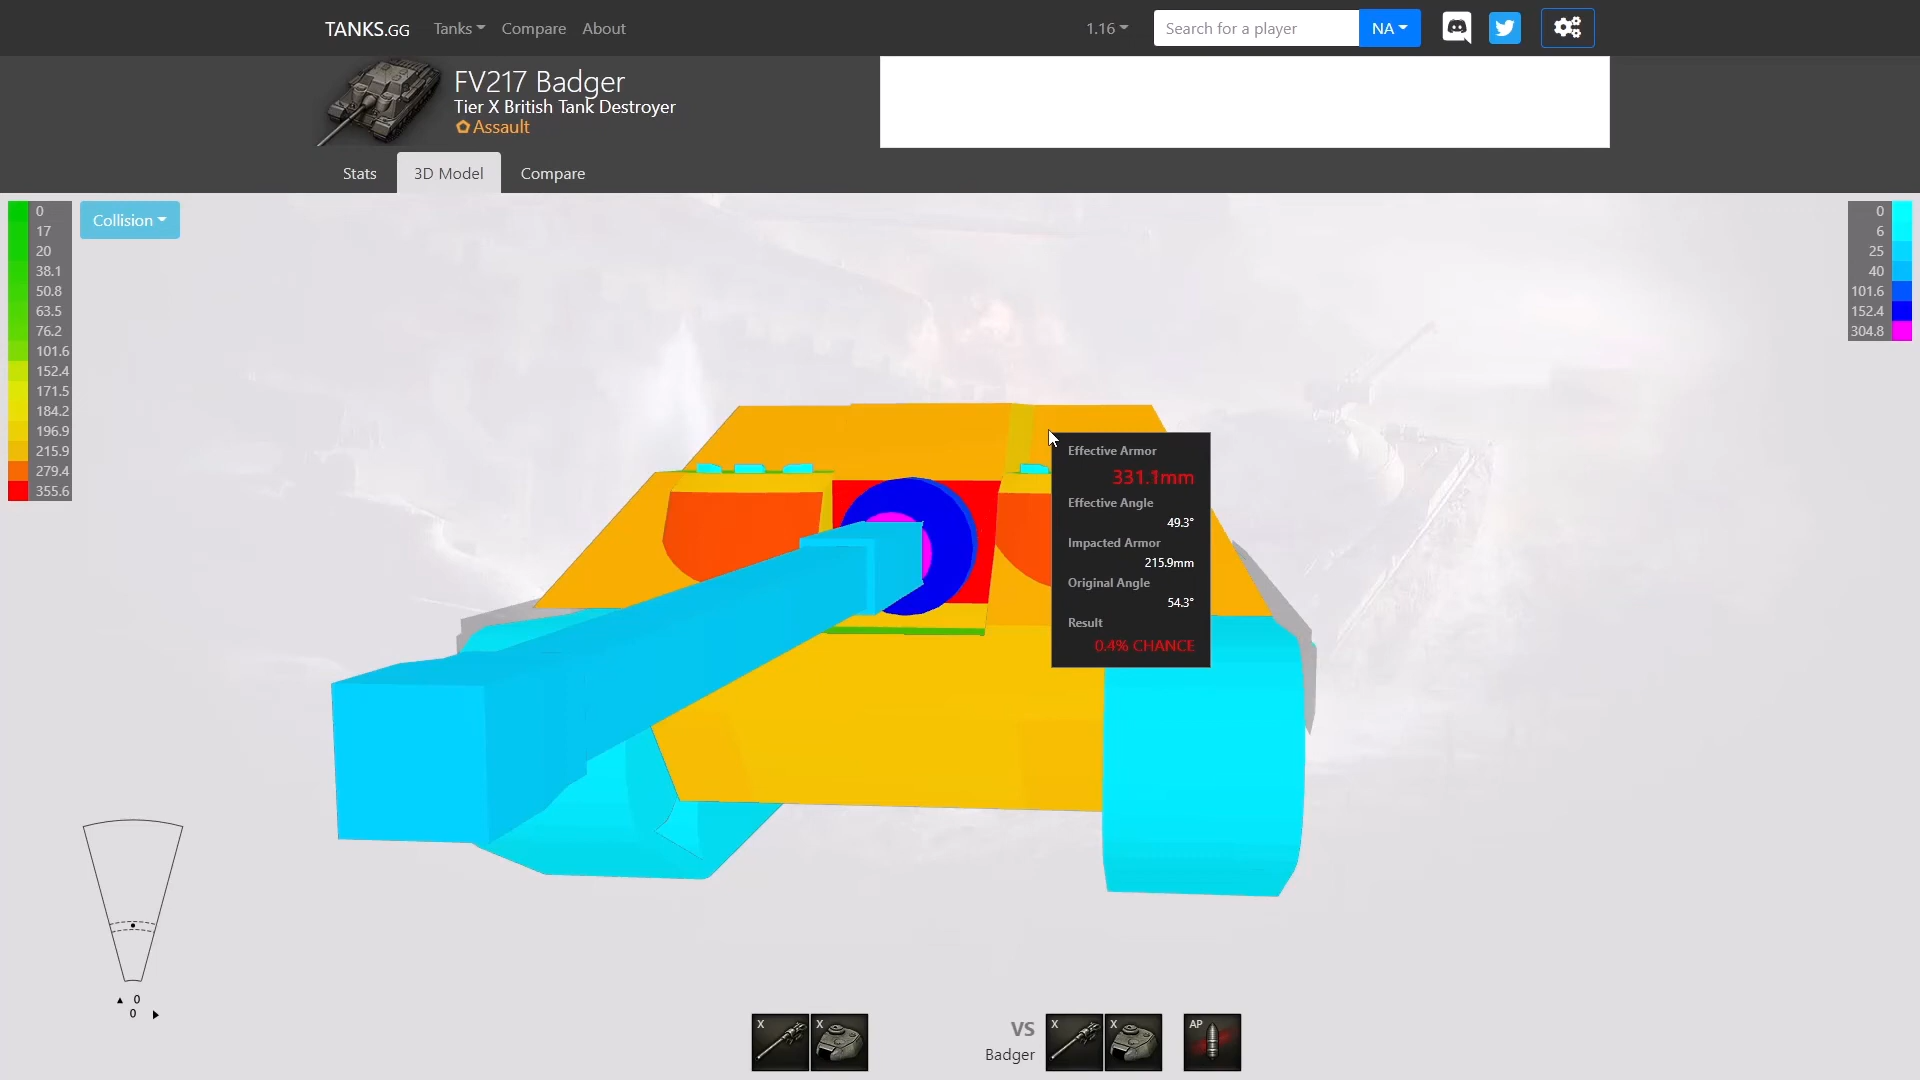 TANKS.GG Tanks Compare About 1.16 Search for a player NA
FV217 Badger
Tier X British Tank Destroyer
Assault
Stats 3D Model Compare
Collision
0
17
20
38.1
50.8
63.5
76.2
101.6
152.4
171.5
184.2
196.9
215.9
279.4
355.6
0
6
25
40
101.6
152.4
304.8
Effective Armor
331.1mm
Effective Angle
49.3°
Impacted Armor
215.9mm
Original Angle
54.3°
Result
0.4% CHANCE
0
0
X X
VS
Badger
X X AP